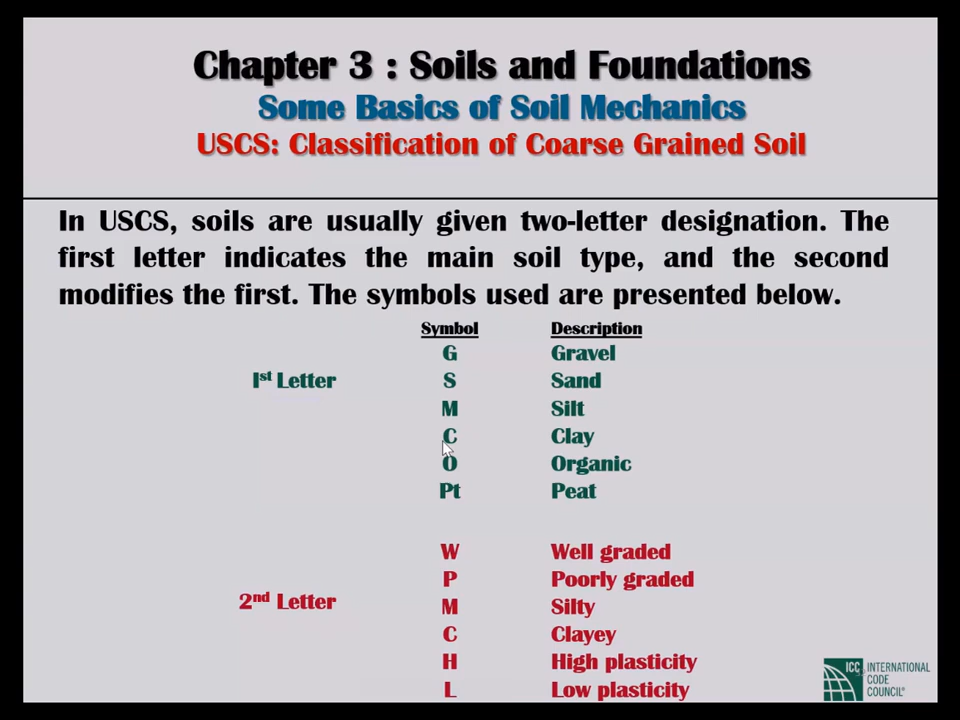 Chapter 3 : Soils and Foundations
Some Basics of Soil Mechanics
USCS: Classification of Coarse Grained Soil
In USCS, soils are usually given two-letter designation. The
first letter indicates the main soil type, and the second
modifies the first. The symbols used are presented below.
Symbol Description
G Gravel
1st Letter S Sand
M Silt
C Clay
O Organic
Pt Peat
W Well graded
P Poorly graded
2nd Letter M Silty
C Clayey
H High plasticity
L Low plasticity
ICC INTERNATIONAL
CODE
COUNCIL®